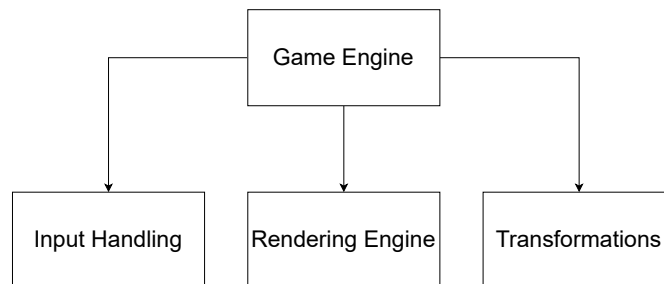 Game Engine
Input Handling
Rendering Engine
Transformations